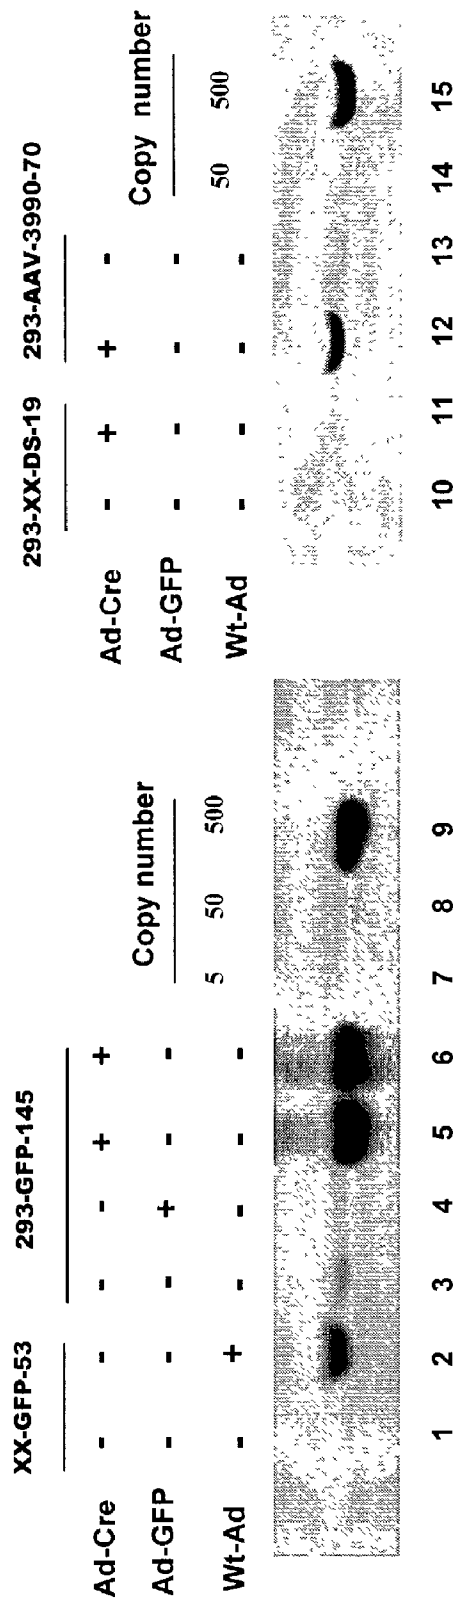 XX-GFP-53 293-GFP-145
Copy number
Ad-Cre - - - - + +
Ad-GFP - - - + - -
Wt-Ad - + - - - - 5 50 500
1 2 3 4 5 6 7 8 9
293-XX-DS-19 293-AAV-3990-70
Copy number
Ad-Cre - + + -
Ad-GFP - - - -
Wt-Ad - - - - 50 500
10 11 12 13 14 15